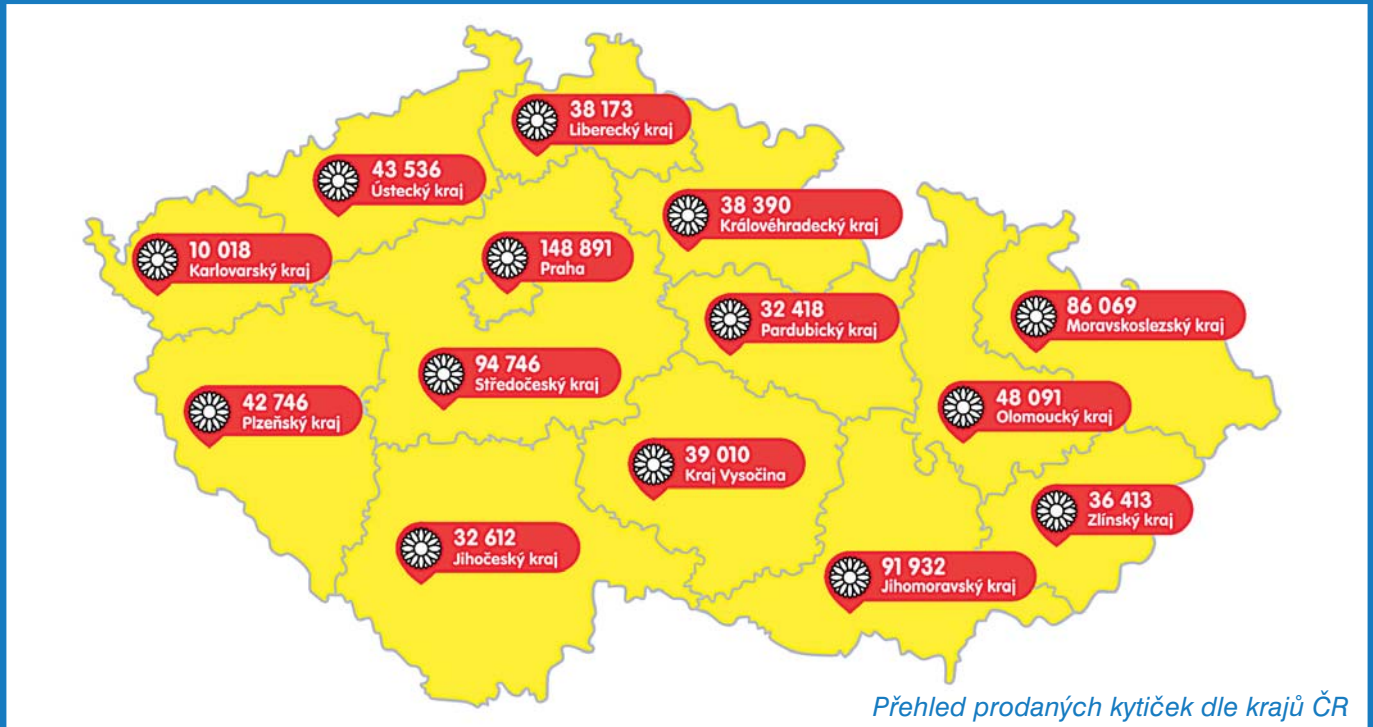 38 173
Liberecký kraj
43 536
Ústecký kraj
38 390
Královéhradecký kraj
10 018
Karlovarský kraj
148 891
Praha
32 418
Pardubický kraj
86 069
Moravskoslezský kraj
94 746
Středočeský kraj
42 746
Plzeňský kraj
48 091
Olomoucký kraj
39 010
Kraj Vysočina
36 413
Zlínský kraj
32 612
Jihočeský kraj
91 932
Jihomoravský kraj
Přehled prodaných kytiček dle krajů ČR